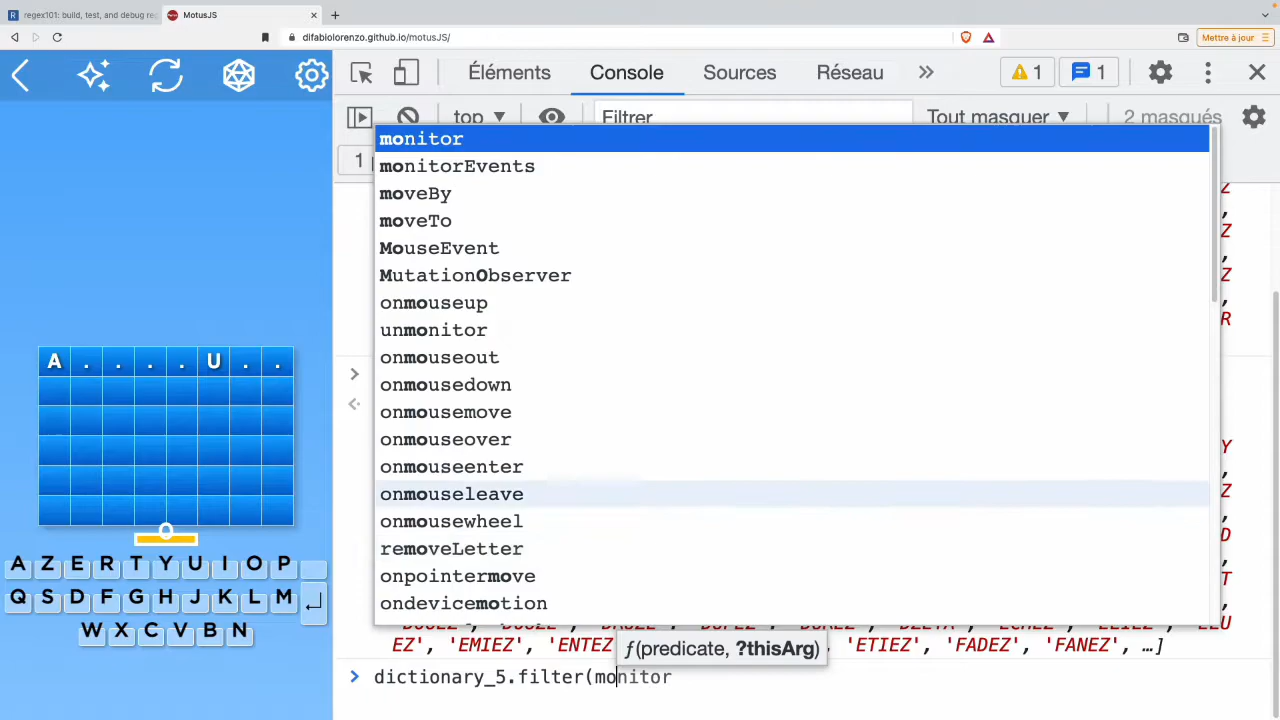 regex101: build, test, and debug re
MotusJS
difabiolorenzo.github.io/motusJS/
Mettre à jour
Éléments Console Sources Réseau 1 1
top Filtrer Tout masquer 2 masqués
1
monitor
monitorEvents
moveBy
moveTo
MouseEvent
MutationObserver
onmouseup
unmonitor
onmouseout
onmousedown
onmousemove
onmouseover
onmouseenter
onmouseleave
onmousewheel
removeLetter
onpointermove
ondevicemotion
EZ', 'EMIEZ', 'ENTEZ 'ETIEZ', 'FADEZ', 'FANEZ', …]
ƒ(predicate, ?thisArg)
dictionary_5.filter(monitor
A . . . . U . .
A Z E R T Y U I O P
Q S D F G H J K L M
W X C V B N